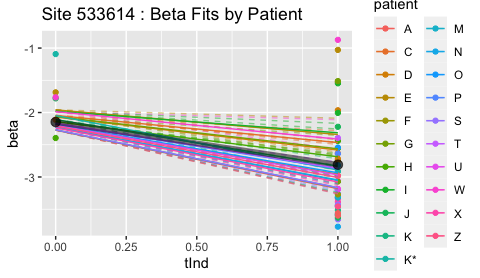 Site 533614 : Beta Fits by Patient
-1
-2
-3
beta
0.00 0.25 0.50 0.75 1.00
tInd
patient
A M
C N
D O
E P
F S
G T
H U
I W
J X
K Z
K*